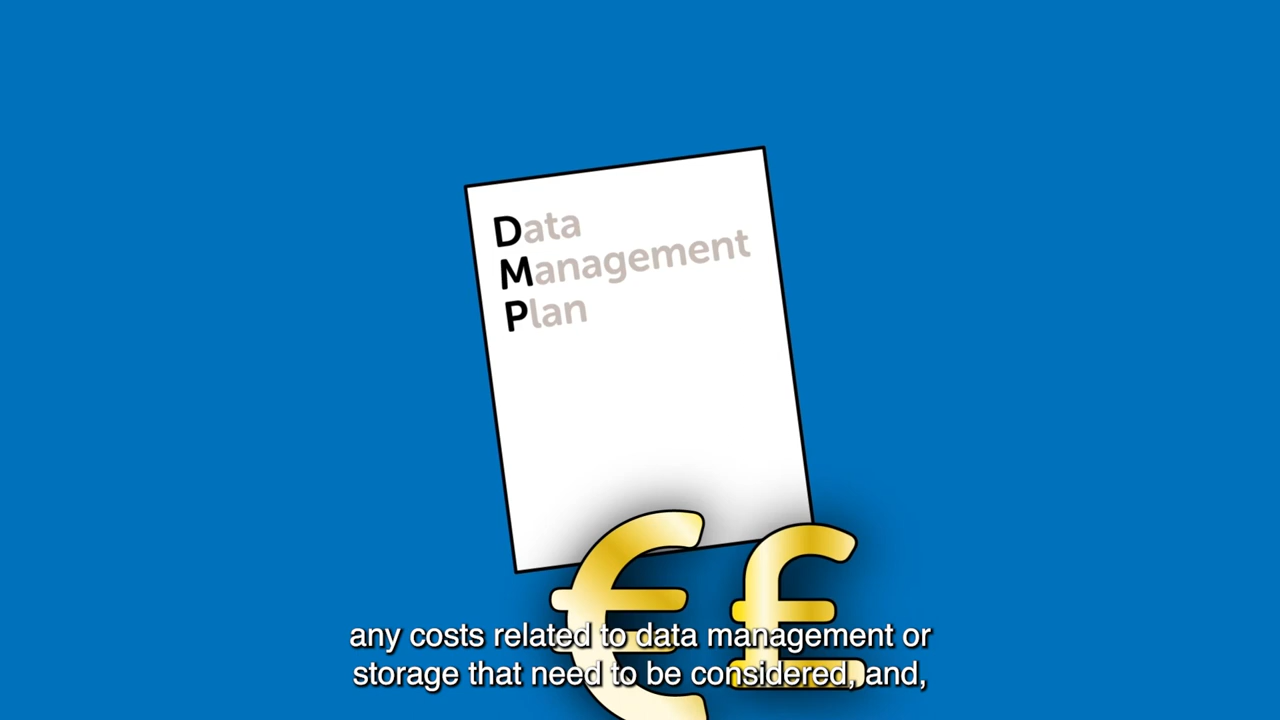 Data
Management
Plan
€ £
any costs related to data management or
storage that need to be considered, and,